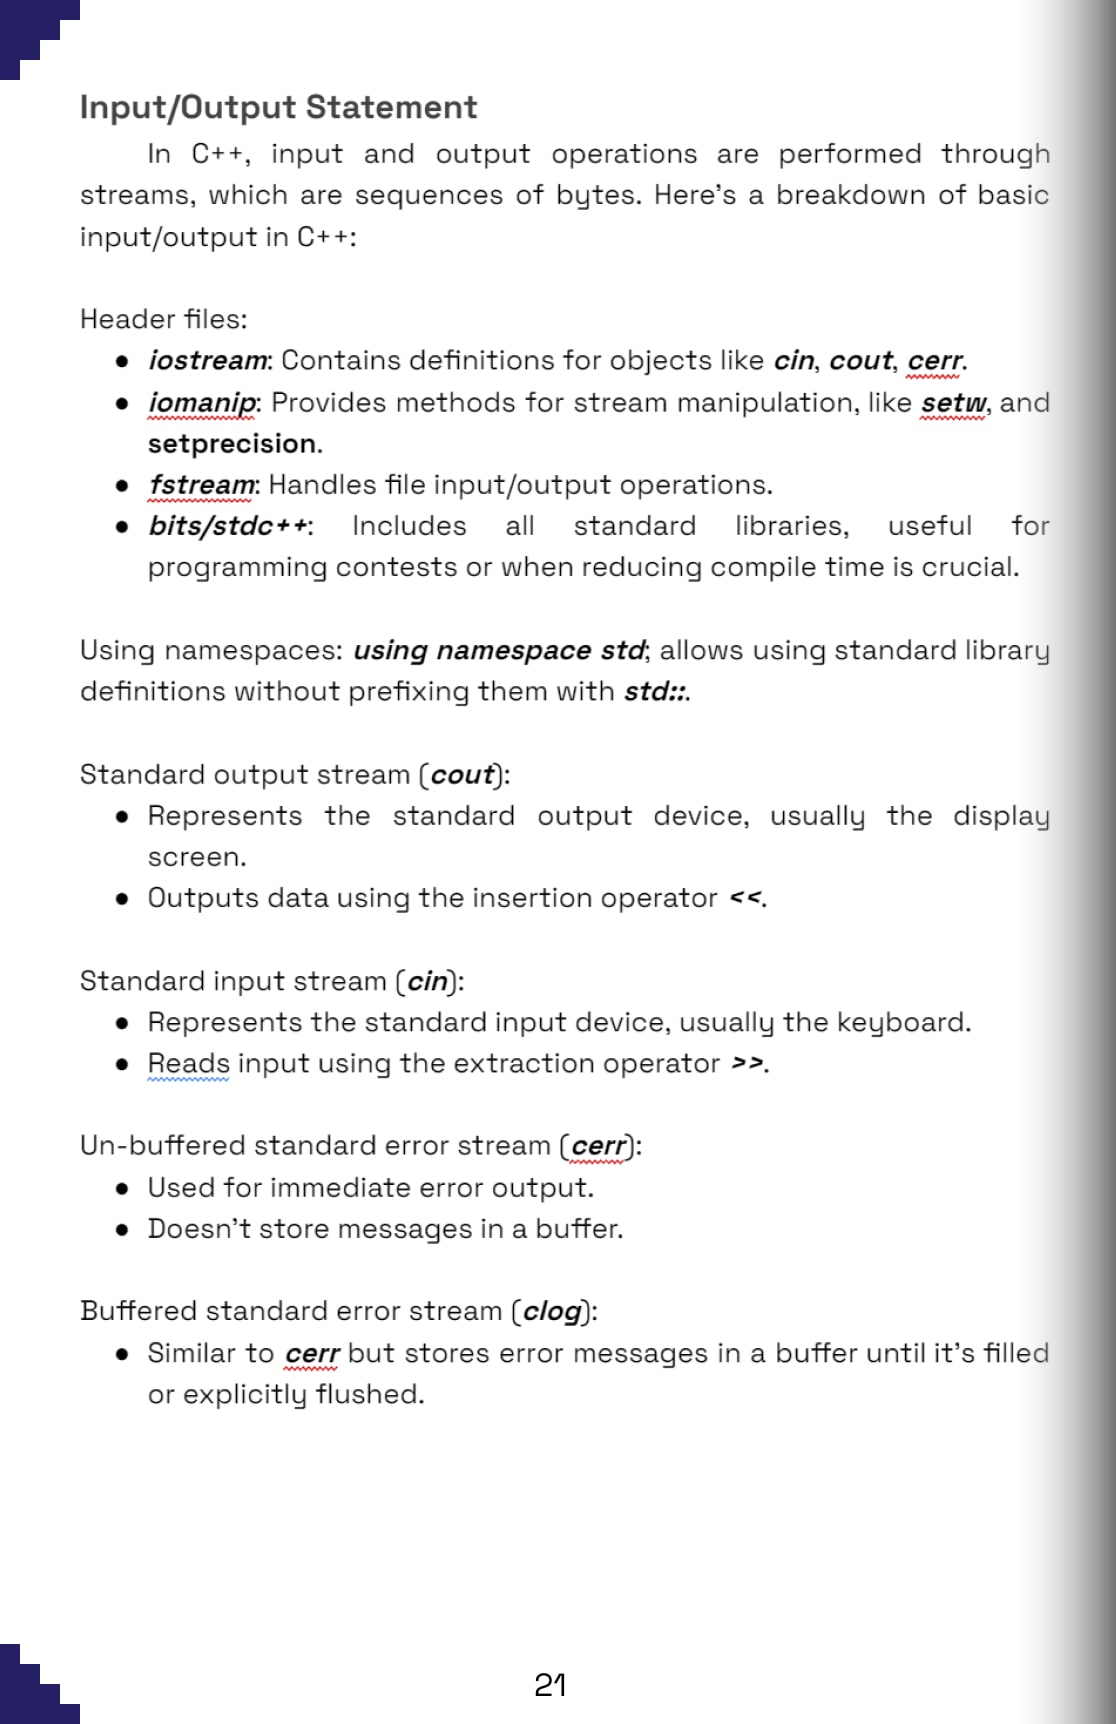 Input/Output Statement
In C++, input and output operations are performed through
streams, which are sequences of bytes. Here's a breakdown of basic
input/output in C++:
Header files:
● iostream: Contains definitions for objects like cin, cout, cerr.
● iomanip: Provides methods for stream manipulation, like setw, and
setprecision.
● fstream: Handles file input/output operations.
● bits/stdc++: Includes all standard libraries, useful for
programming contests or when reducing compile time is crucial.
Using namespaces: using namespace std; allows using standard library
definitions without prefixing them with std::.
Standard output stream (cout):
● Represents the standard output device, usually the display
screen.
● Outputs data using the insertion operator <<.
Standard input stream (cin):
● Represents the standard input device, usually the keyboard.
● Reads input using the extraction operator >>.
Un-buffered standard error stream (cerr):
● Used for immediate error output.
● Doesn't store messages in a buffer.
Buffered standard error stream (clog):
● Similar to cerr but stores error messages in a buffer until it's filled
or explicitly flushed.
21